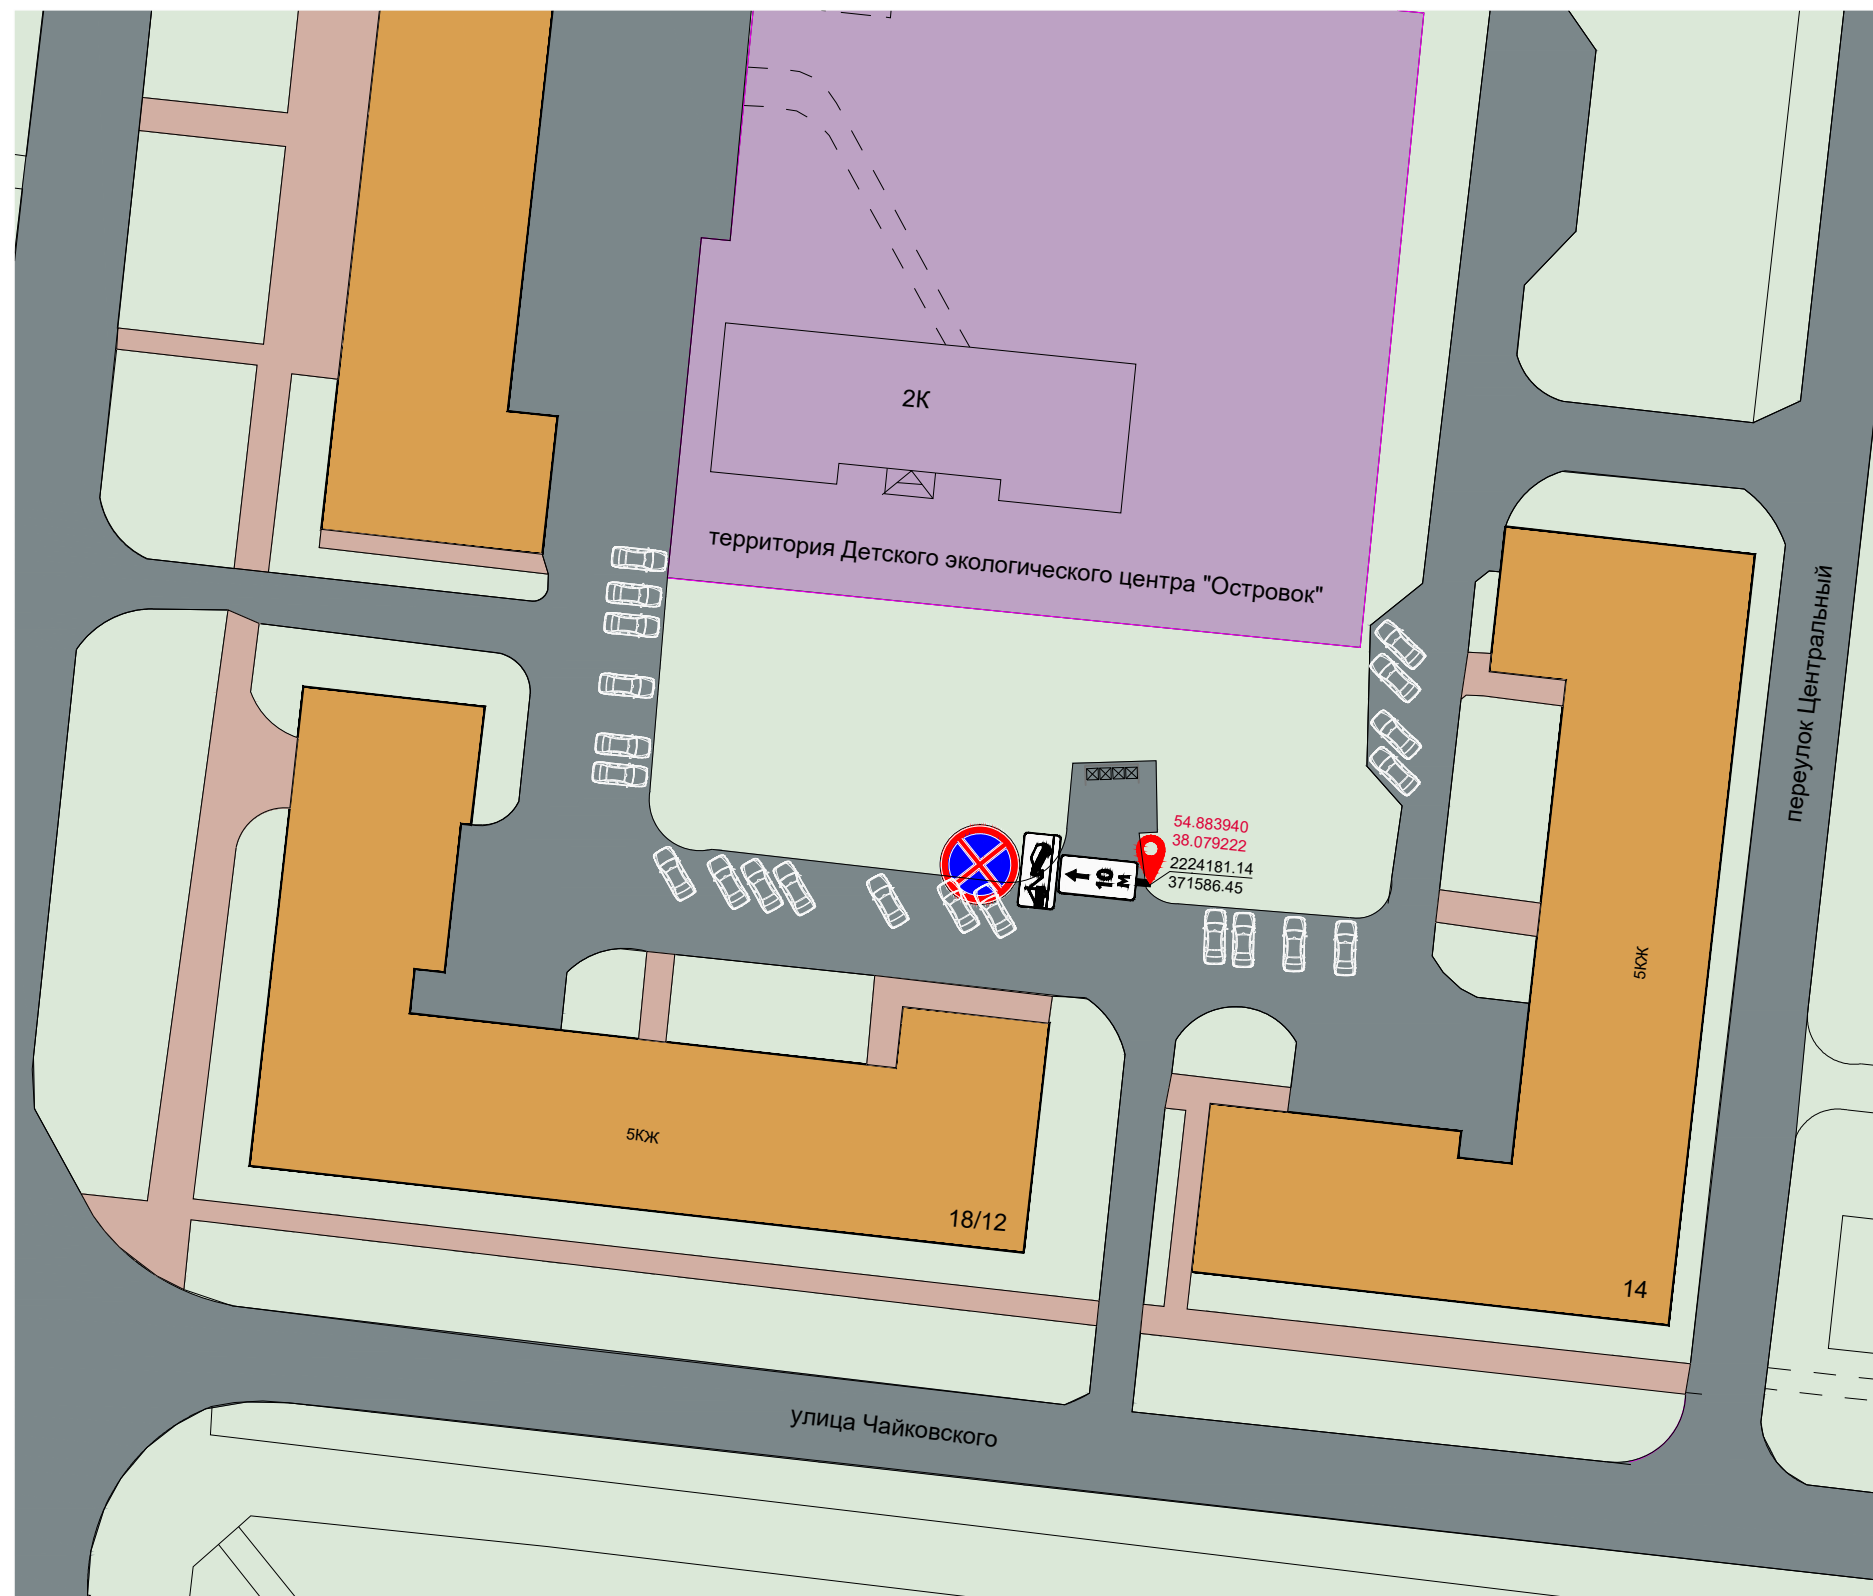 2К
территория Детского экологического центра "Островок"
переулок Центральный
54.883940
38.079222
2224181.14
371586.45
10 м
5КЖ
5КЖ
18/12
14
улица Чайковского